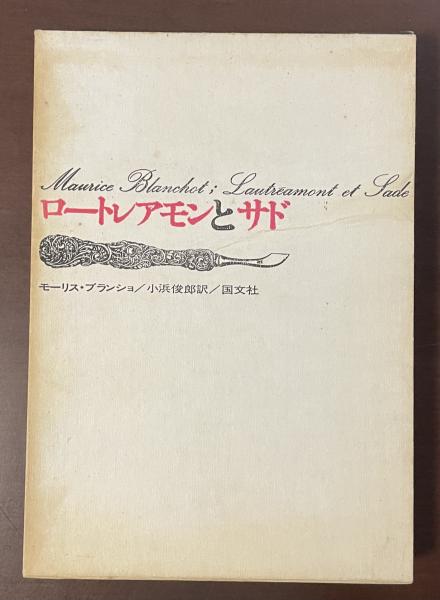 Maurice Blanchot; Lautréamont et Sade
ロートレアモンとサド
モーリス・ブランショ/小浜俊郎訳/国文社